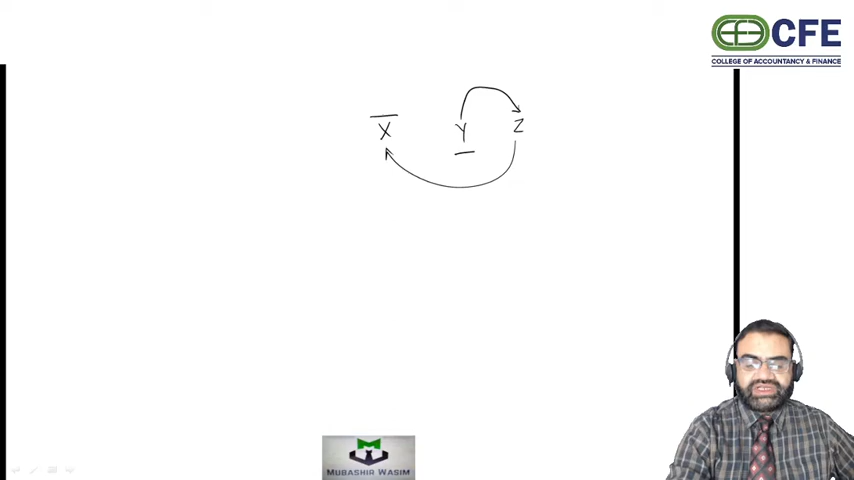 CFE
COLLEGE OF ACCOUNTANCY & FINANCE
X Y Z
MUBASHIR WASIM